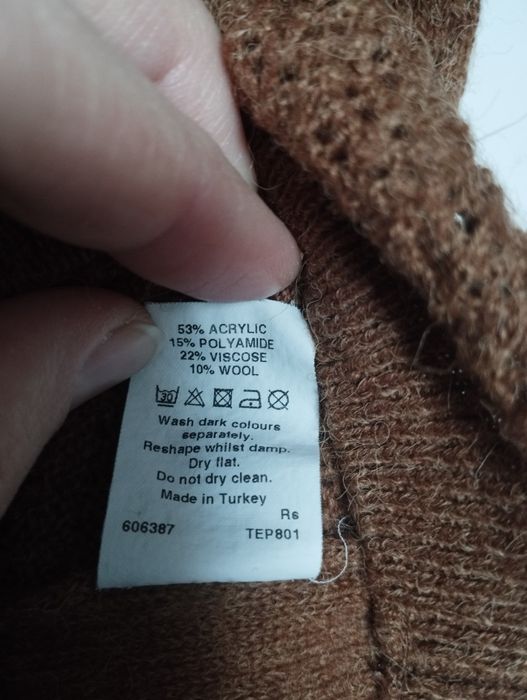 53% ACRYLIC
15% POLYAMIDE
22% VISCOSE
10% WOOL
30
Wash dark colours
separately.
Reshape whilst damp.
Dry flat.
Do not dry clean.
Made in Turkey
Rs
606387 TEP801